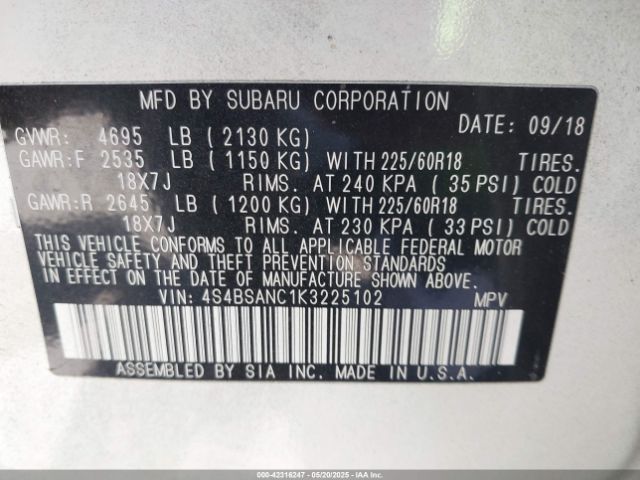 MFD BY SUBARU CORPORATION
DATE: 09/18
GVWR: 4695 LB ( 2130 KG)
GAWR:F 2535 LB ( 1150 KG) WITH 225/60R18 TIRES.
18X7J RIMS. AT 240 KPA ( 35 PSI) COLD
GAWR:R 2645 LB ( 1200 KG) WITH 225/60R18 TIRES.
18X7J RIMS. AT 230 KPA ( 33 PSI) COLD
THIS VEHICLE CONFORMS TO ALL APPLICABLE FEDERAL MOTOR
VEHICLE SAFETY AND THEFT PREVENTION STANDARDS
IN EFFECT ON THE DATE OF MANUFACTURE SHOWN ABOVE.
VIN: 4S4BSANC1K3225102 MPV
ASSEMBLED BY SIA INC. MADE IN U.S.A.
000-42316247 - 05/20/2025 - IAAI.COM